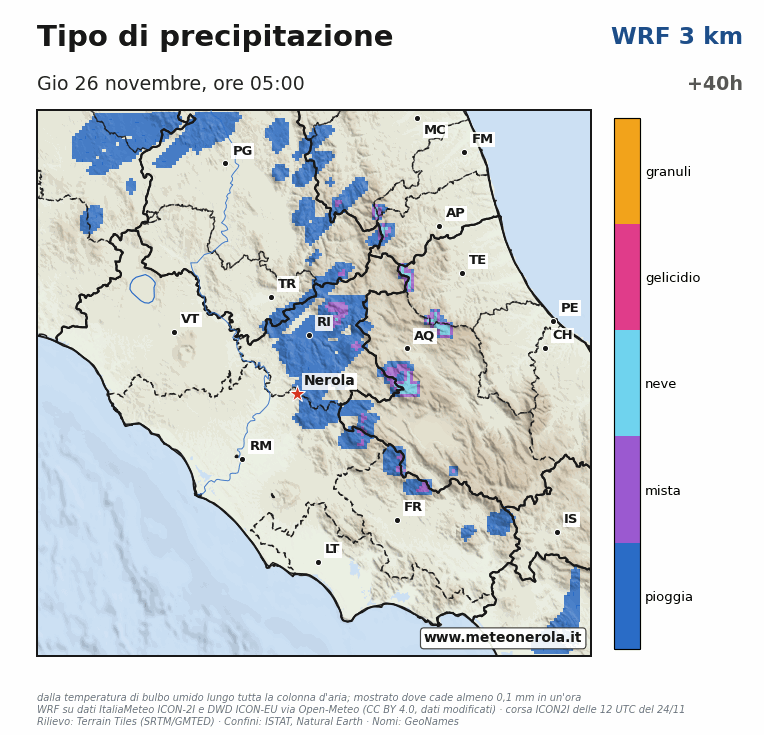 Tipo di precipitazione
WRF 3 km
Gio 26 novembre, ore 05:00
+40h
MC
FM
PG
AP
TE
TR
PE
VT
RI
AQ
CH
Nerola
RM
FR
IS
LT
www.meteonerola.it
granuli
gelicidio
neve
mista
pioggia
dalla temperatura di bulbo umido lungo tutta la colonna d'aria; mostrato dove cade almeno 0,1 mm in un'ora
WRF su dati ItaliaMeteo ICON-2I e DWD ICON-EU via Open-Meteo (CC BY 4.0, dati modificati) · corsa ICON2I delle 12 UTC del 24/11
Rilievo: Terrain Tiles (SRTM/GMTED) · Confini: ISTAT, Natural Earth · Nomi: GeoNames